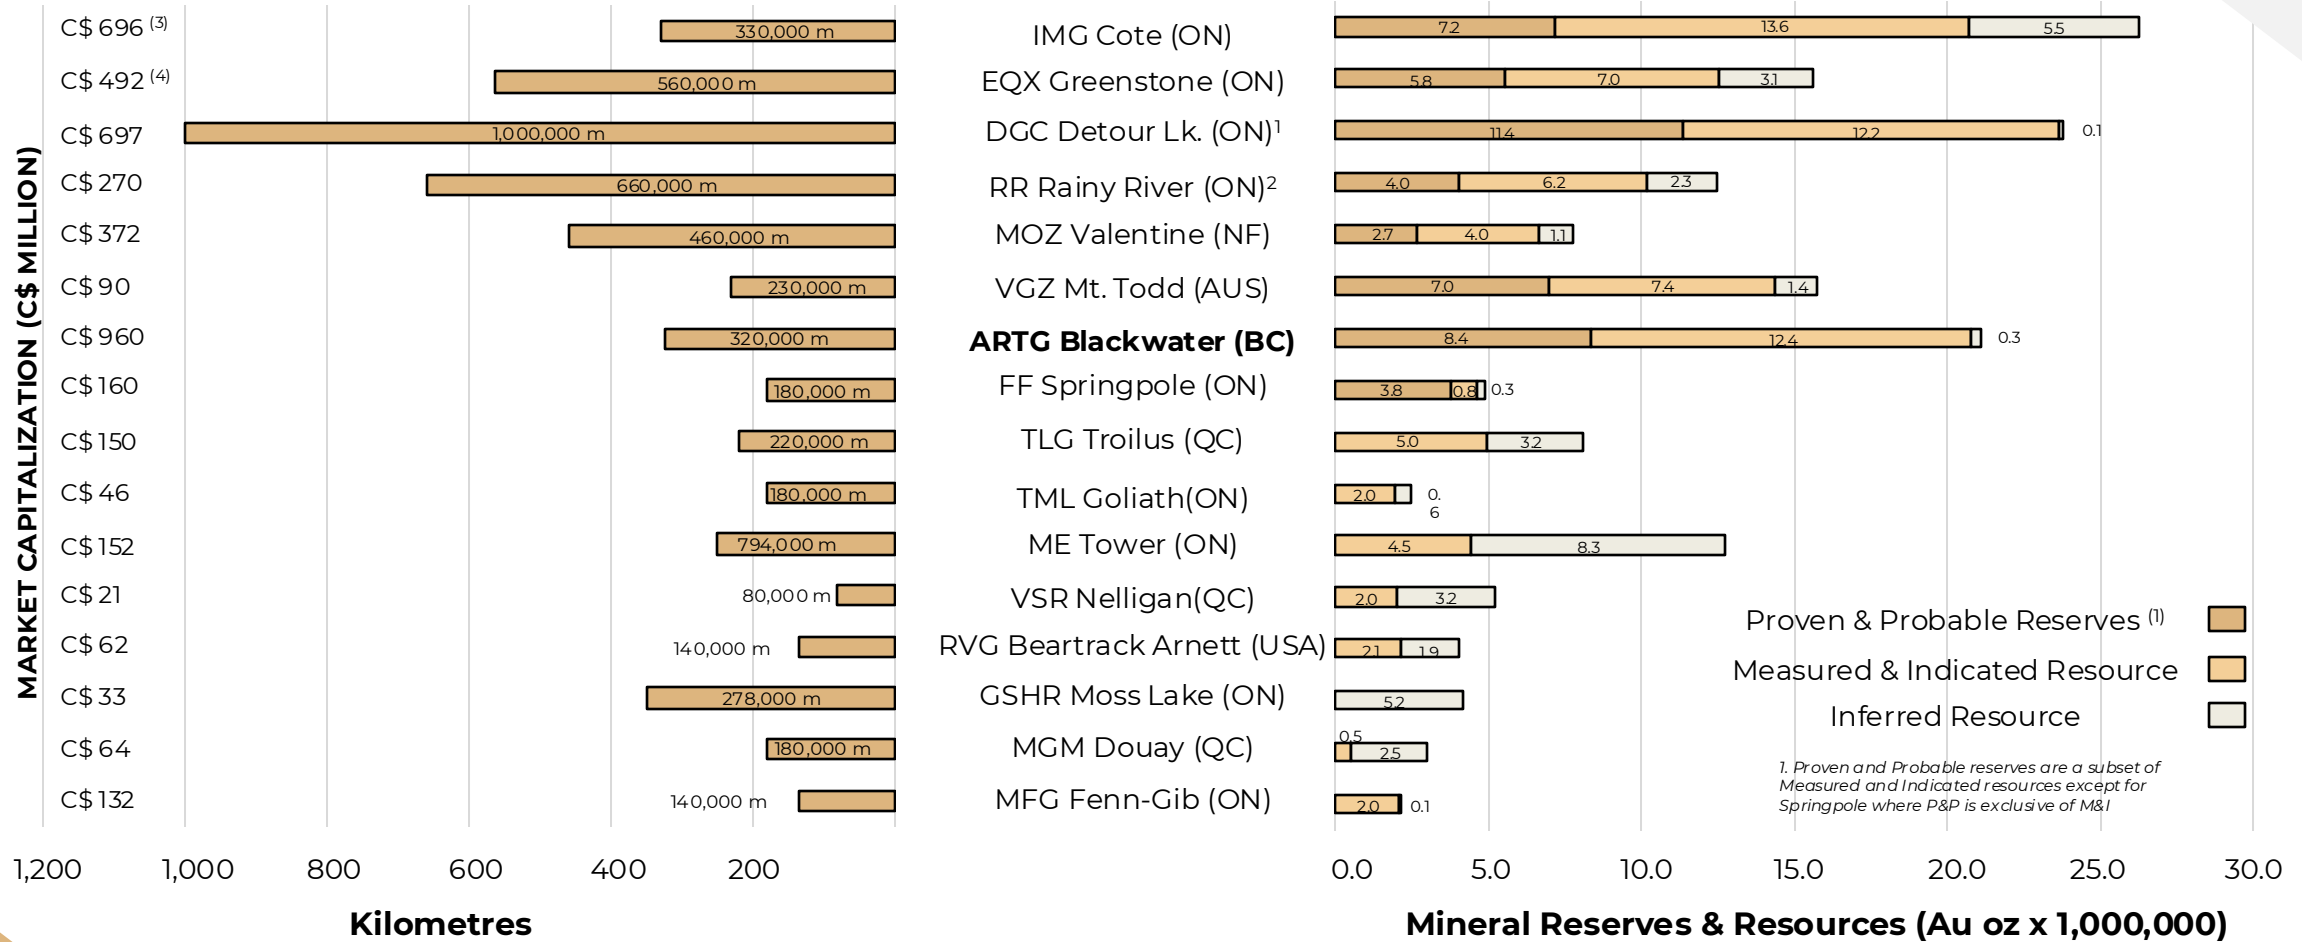 MARKET CAPITALIZATION (C$ MILLION)
C$ 696 (3) 330,000 m IMG Cote (ON) 7.2 13.6 5.5
C$ 492 (4) 560,000 m EQX Greenstone (ON) 5.8 7.0 3.1
C$ 697 1,000,000 m DGC Detour Lk. (ON)1 11.4 12.2 0.1
C$ 270 660,000 m RR Rainy River (ON)2 4.0 6.2 2.3
C$ 372 460,000 m MOZ Valentine (NF) 2.7 4.0 1.1
C$ 90 230,000 m VGZ Mt. Todd (AUS) 7.0 7.4 1.4
C$ 960 320,000 m ARTG Blackwater (BC) 8.4 12.4 0.3
C$ 160 180,000 m FF Springpole (ON) 3.8 0.8 0.3
C$ 150 220,000 m TLG Troilus (QC) 5.0 3.2
C$ 46 180,000 m TML Goliath(ON) 2.0 0.
6
C$ 152 794,000 m ME Tower (ON) 4.5 8.3
C$ 21 80,000 m VSR Nelligan(QC) 2.0 3.2
C$ 62 140,000 m RVG Beartrack Arnett (USA) 2.1 1.9
C$ 33 278,000 m GSHR Moss Lake (ON) 5.2
C$ 64 180,000 m MGM Douay (QC) 0.5 2.5
C$ 132 140,000 m MFG Fenn-Gib (ON) 2.0 0.1
Proven & Probable Reserves (1)
Measured & Indicated Resource
Inferred Resource
1. Proven and Probable reserves are a subset of
Measured and Indicated resources except for
Springpole where P&P is exclusive of M&I
1,200 1,000 800 600 400 200
0.0 5.0 10.0 15.0 20.0 25.0 30.0
Kilometres
Mineral Reserves & Resources (Au oz x 1,000,000)